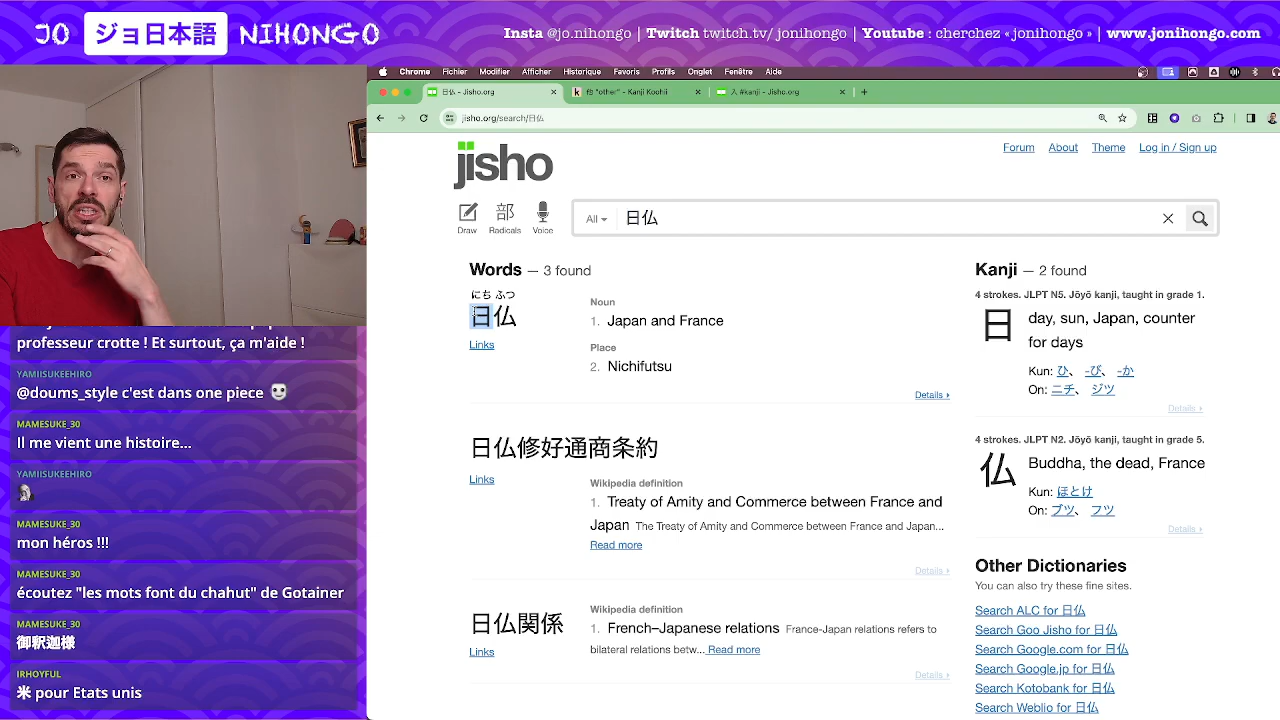 JO ジョ日本語 NIHONGO
Insta @jo.nihongo | Twitch twitch.tv/ jonihongo | Youtube : cherchez «jonihongo » | www.jonihongo.com
Chrome Fichier Modifier Afficher Historique Favoris Profils Onglet Fenêtre Aide
日仏 - Jisho.org
他 "other" - Kanji Koohii
入 #kanji - Jisho.org
jisho.org/search/日仏
jisho
Forum About Theme Log in / Sign up
Draw
部 Radicals
Voice
All
日仏
Words — 3 found
にち ふつ
日仏
Links
Noun
1. Japan and France
Place
2. Nichifutsu
Details
日仏修好通商条約
Links
Wikipedia definition
1. Treaty of Amity and Commerce between France and
Japan The Treaty of Amity and Commerce between France and Japan...
Read more
Details
日仏関係
Links
Wikipedia definition
1. French–Japanese relations France-Japan relations refers to
bilateral relations betw... Read more
Details
Kanji — 2 found
4 strokes. JLPT N5. Jōyō kanji, taught in grade 1.
日
day, sun, Japan, counter
for days
Kun: ひ、 -び、 -か
On: ニチ、 ジツ
Details
4 strokes. JLPT N2. Jōyō kanji, taught in grade 5.
仏
Buddha, the dead, France
Kun: ほとけ
On: ブツ、 フツ
Details
Other Dictionaries
You can also try these fine sites.
Search ALC for 日仏
Search Goo Jisho for 日仏
Search Google.com for 日仏
Search Google.jp for 日仏
Search Kotobank for 日仏
Search Weblio for 日仏
professeur crotte ! Et surtout, ça m'aide !
YAMIISUKEEHIRO
@doums_style c'est dans one piece
MAMESUKE_30
Il me vient une histoire...
YAMIISUKEEHIRO
MAMESUKE_30
mon héros !!!
MAMESUKE_30
écoutez "les mots font du chahut" de Gotainer
MAMESUKE_30
御釈迦様
IRHOYFUL
米 pour Etats unis